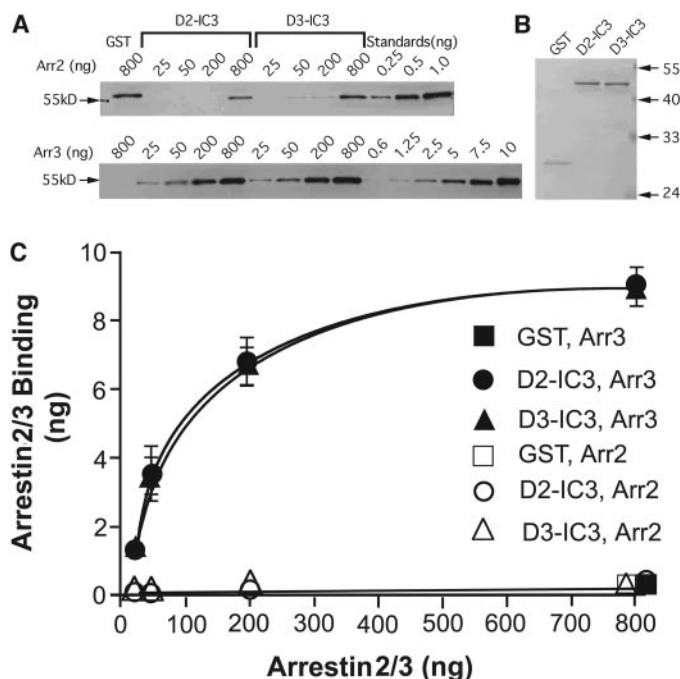 A
GST D2-IC3 D3-IC3 Standards(ng)
Arr2 (ng) 800 25 50 200 800 25 50 200 800 0.25 0.5 1.0
55kD
Arr3 (ng) 800 25 50 200 800 25 50 200 800 0.6 1.25 2.5 5 7.5 10
55kD
B
GST D2-IC3 D3-IC3
55
40
33
24
C
Arrestin2/3 Binding
(ng)
10
8
6
4
2
0
GST, Arr3
D2-IC3, Arr3
D3-IC3, Arr3
GST, Arr2
D2-IC3, Arr2
D3-IC3, Arr2
0 100 200 300 400 500 600 700 800
Arrestin2/3 (ng)